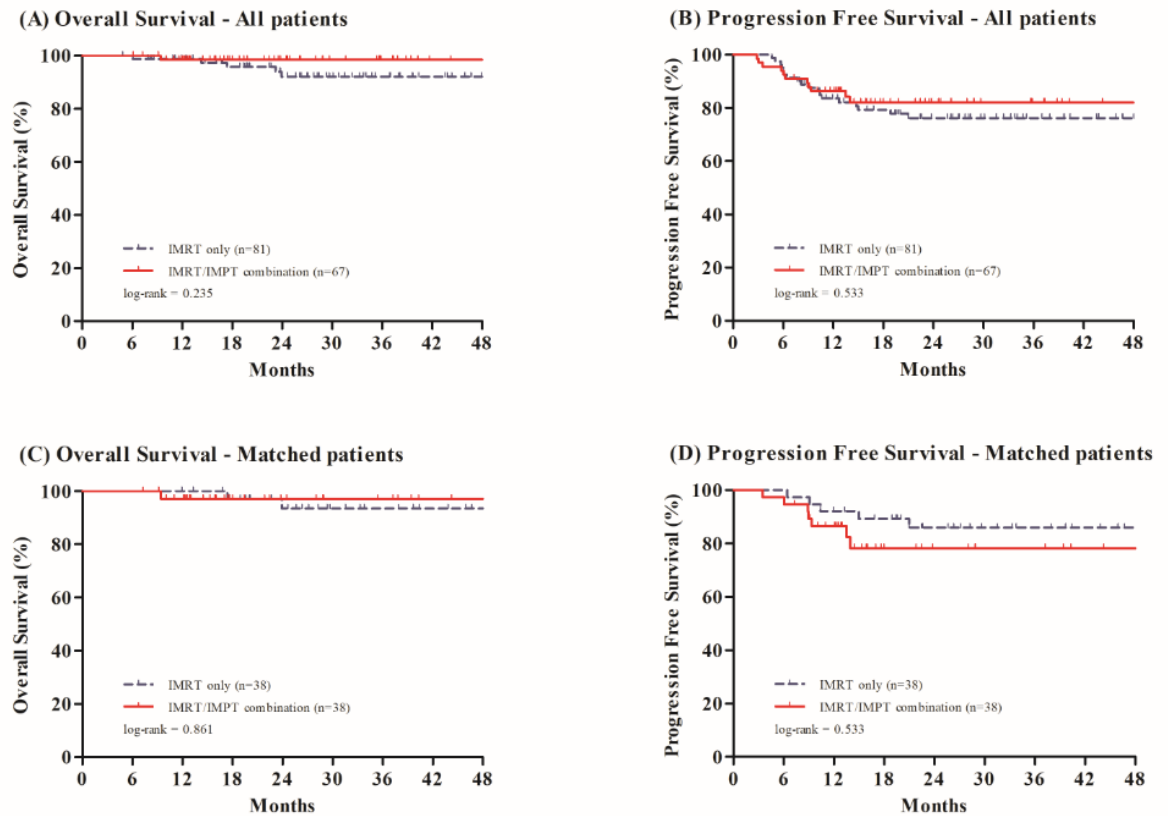 (A) Overall Survival - All patients
Overall Survival (%)
100
80
60
40
20
0
IMRT only (n=81)
IMRT/IMPT combination (n=67)
log-rank = 0.235
0 6 12 18 24 30 36 42 48
Months
(B) Progression Free Survival - All patients
Progression Free Survival (%)
100
80
60
40
20
0
IMRT only (n=81)
IMRT/IMPT combination (n=67)
log-rank = 0.533
0 6 12 18 24 30 36 42 48
Months
(C) Overall Survival - Matched patients
Overall Survival (%)
100
80
60
40
20
0
IMRT only (n=38)
IMRT/IMPT combination (n=38)
log-rank = 0.861
0 6 12 18 24 30 36 42 48
Months
(D) Progression Free Survival - Matched patients
Progression Free Survival (%)
100
80
60
40
20
0
IMRT only (n=38)
IMRT/IMPT combination (n=38)
log-rank = 0.533
0 6 12 18 24 30 36 42 48
Months